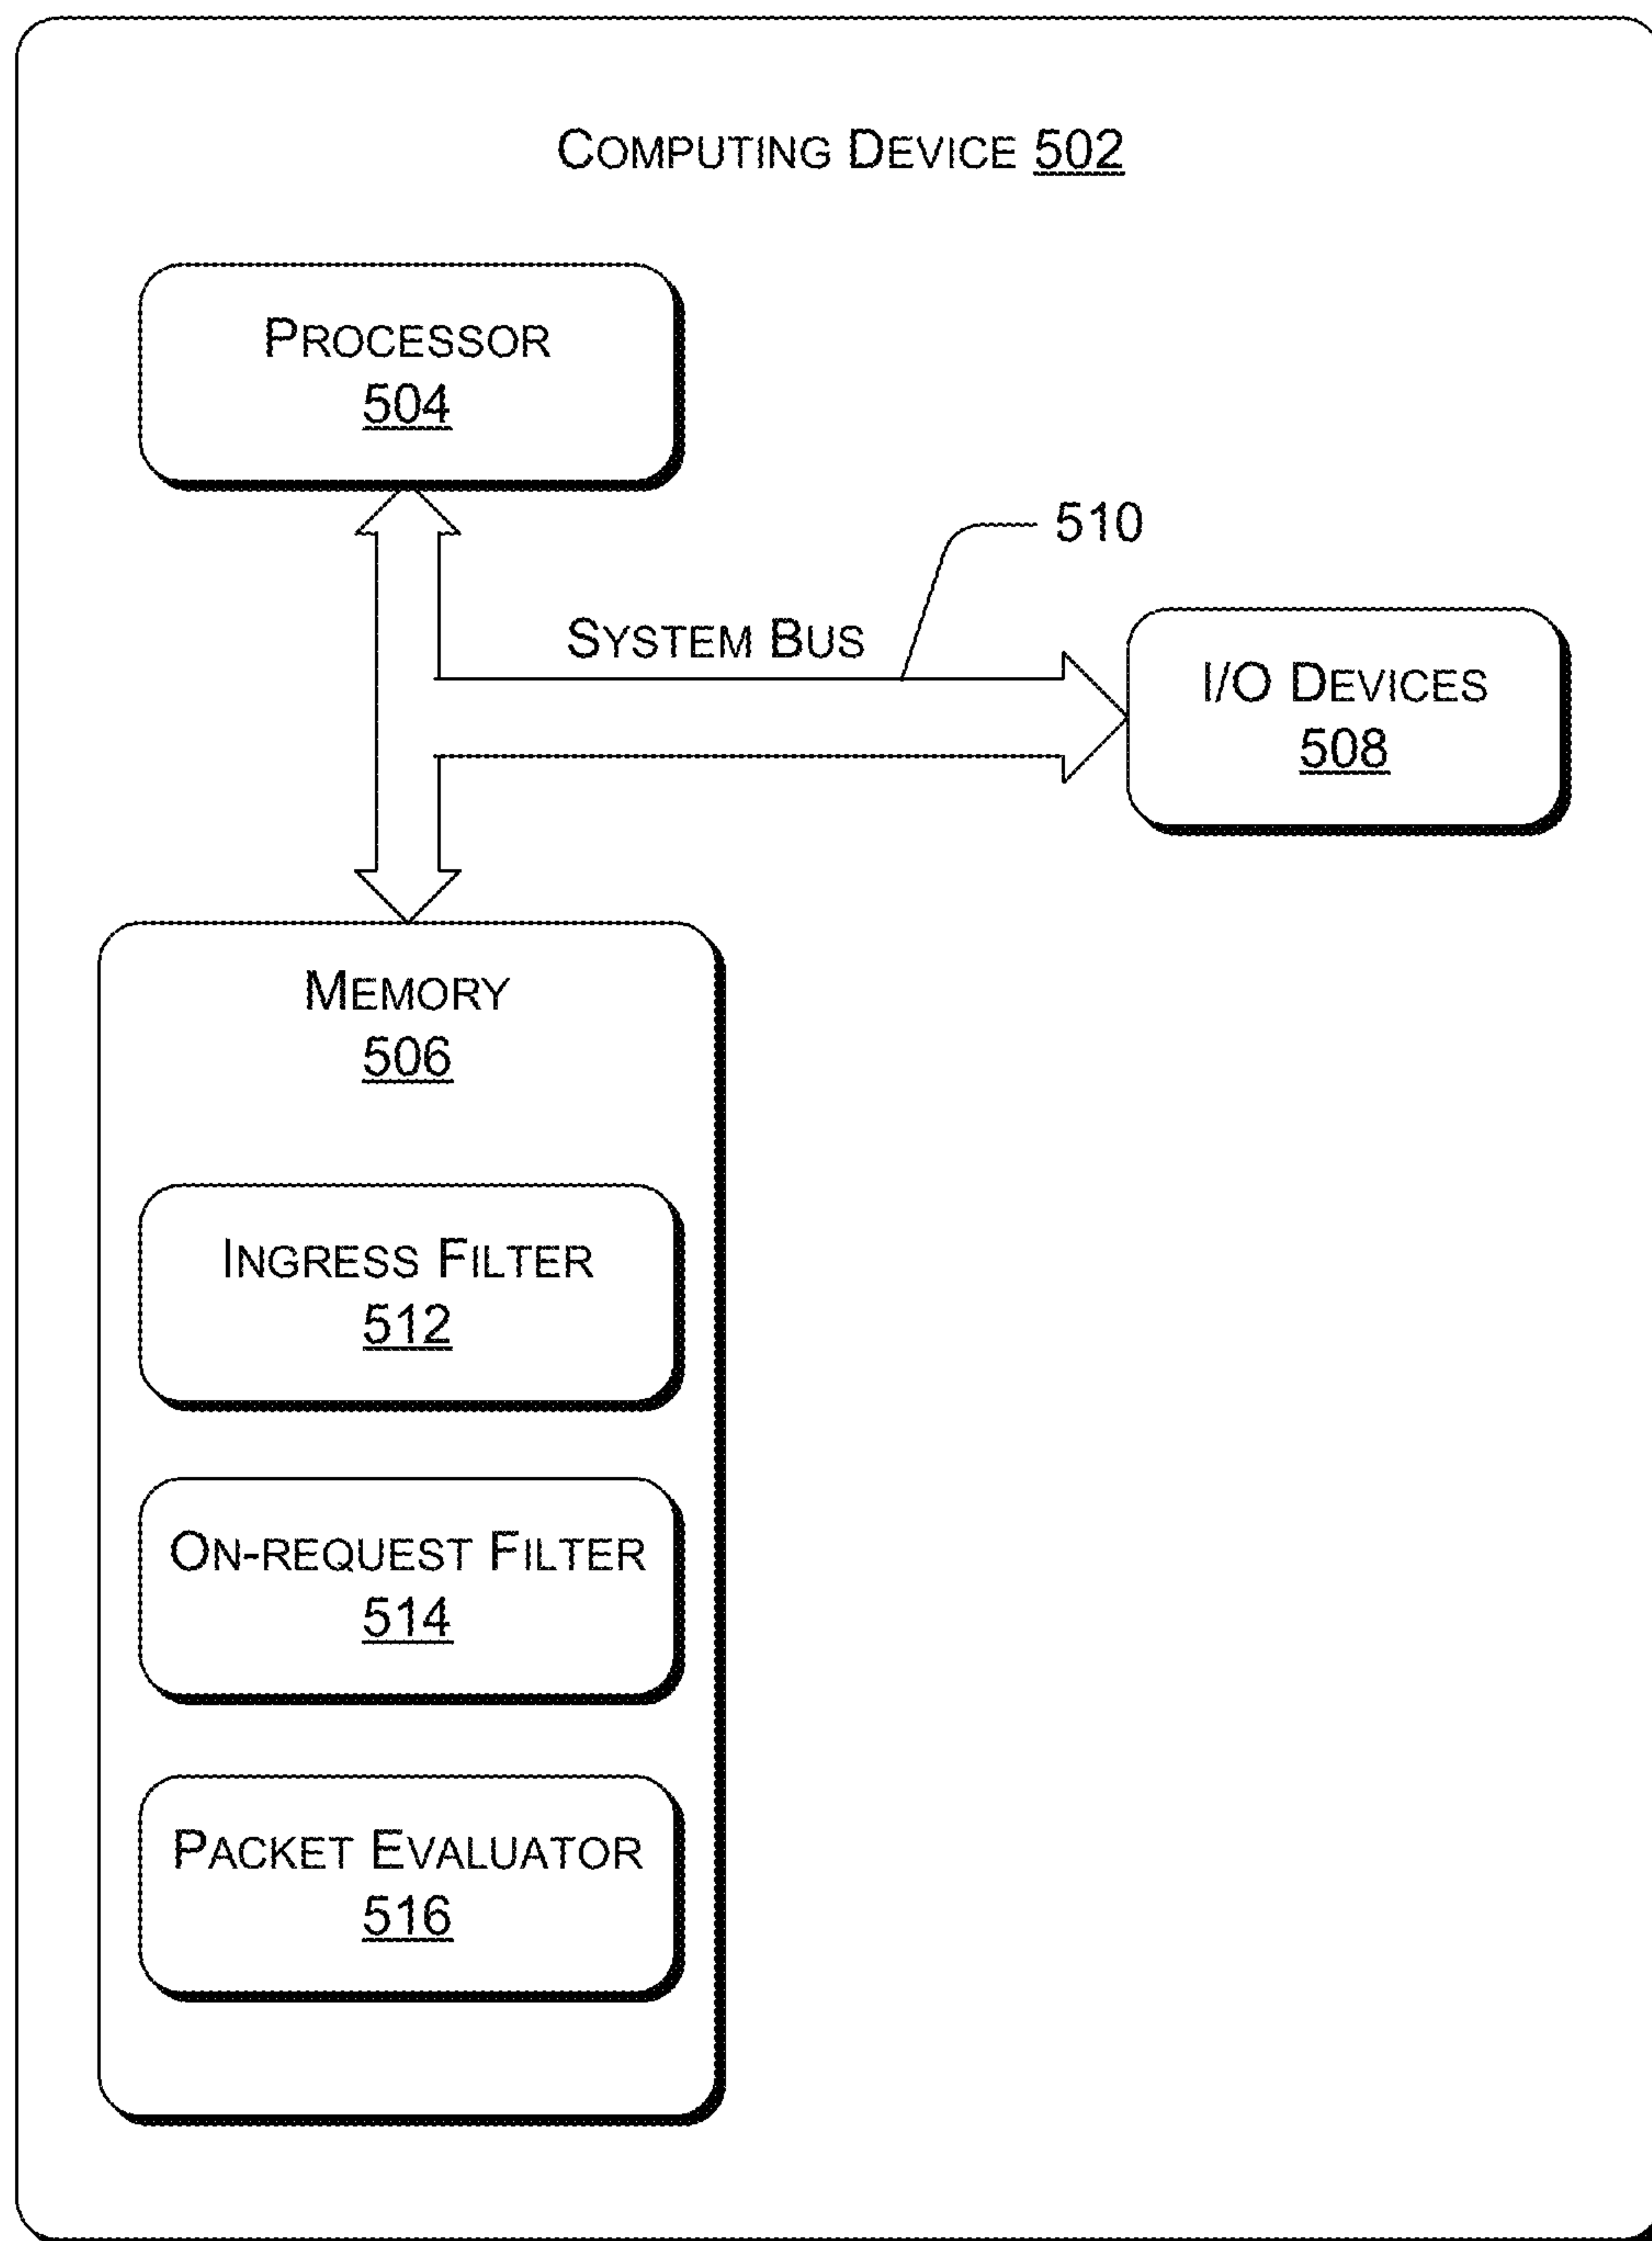 COMPUTING DEVICE 502
PROCESSOR
504
510
SYSTEM BUS
I/O DEVICES
508
MEMORY
506
INGRESS FILTER
512
ON-REQUEST FILTER
514
PACKET EVALUATOR
516